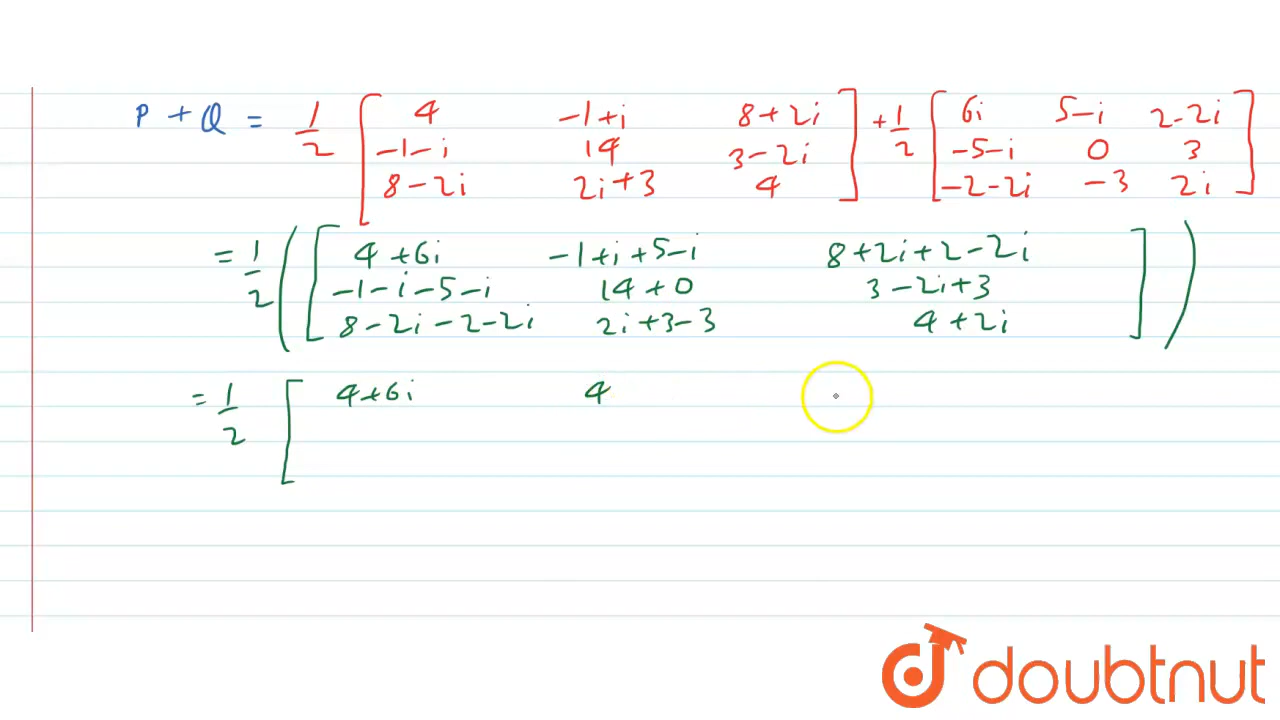 P + Q = 1/2 [ 4 -1+i 8+2i ] + 1/2 [ 6i 5-i 2-2i ]
-1-i 14 3-2i -5-i 0 3
8-2i 2i+3 4 -2-2i -3 2i
= 1/2 ( [ 4+6i -1+i+5-i 8+2i+2-2i ] )
-1-i-5-i 14+0 3-2i+3
8-2i-2-2i 2i+3-3 4+2i
= 1/2 [ 4+6i 4
doubtnut